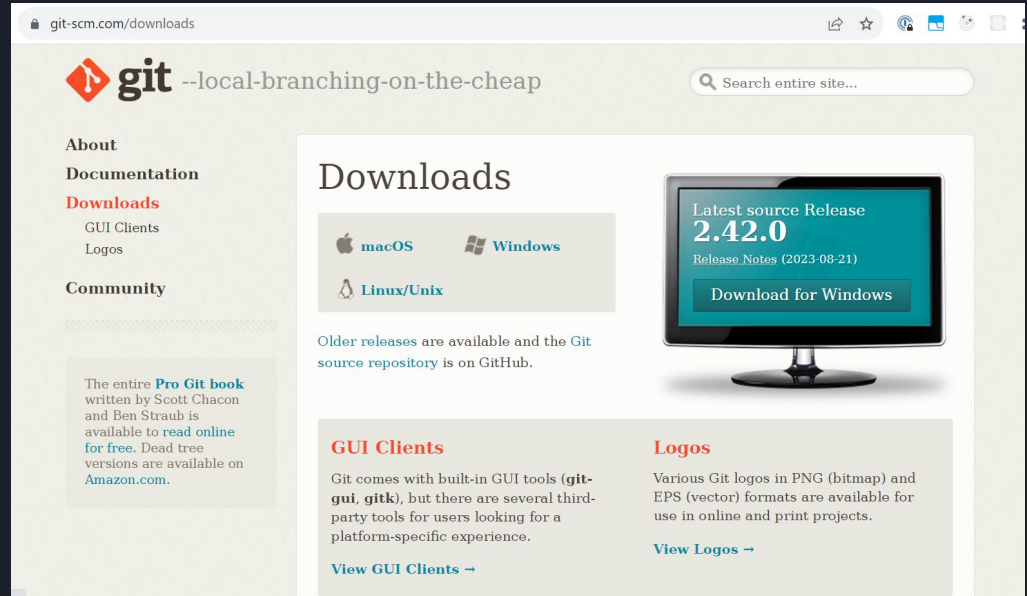 git-scm.com/downloads
git --local-branching-on-the-cheap
Search entire site...
About
Documentation
Downloads
GUI Clients
Logos
Community
The entire Pro Git book
written by Scott Chacon
and Ben Straub is
available to read online
for free. Dead tree
versions are available on
Amazon.com.
Downloads
macOS
Windows
Linux/Unix
Older releases are available and the Git
source repository is on GitHub.
Latest source Release
2.42.0
Release Notes (2023-08-21)
Download for Windows
GUI Clients
Git comes with built-in GUI tools (git-
gui, gitk), but there are several third-
party tools for users looking for a
platform-specific experience.
View GUI Clients →
Logos
Various Git logos in PNG (bitmap) and
EPS (vector) formats are available for
use in online and print projects.
View Logos →